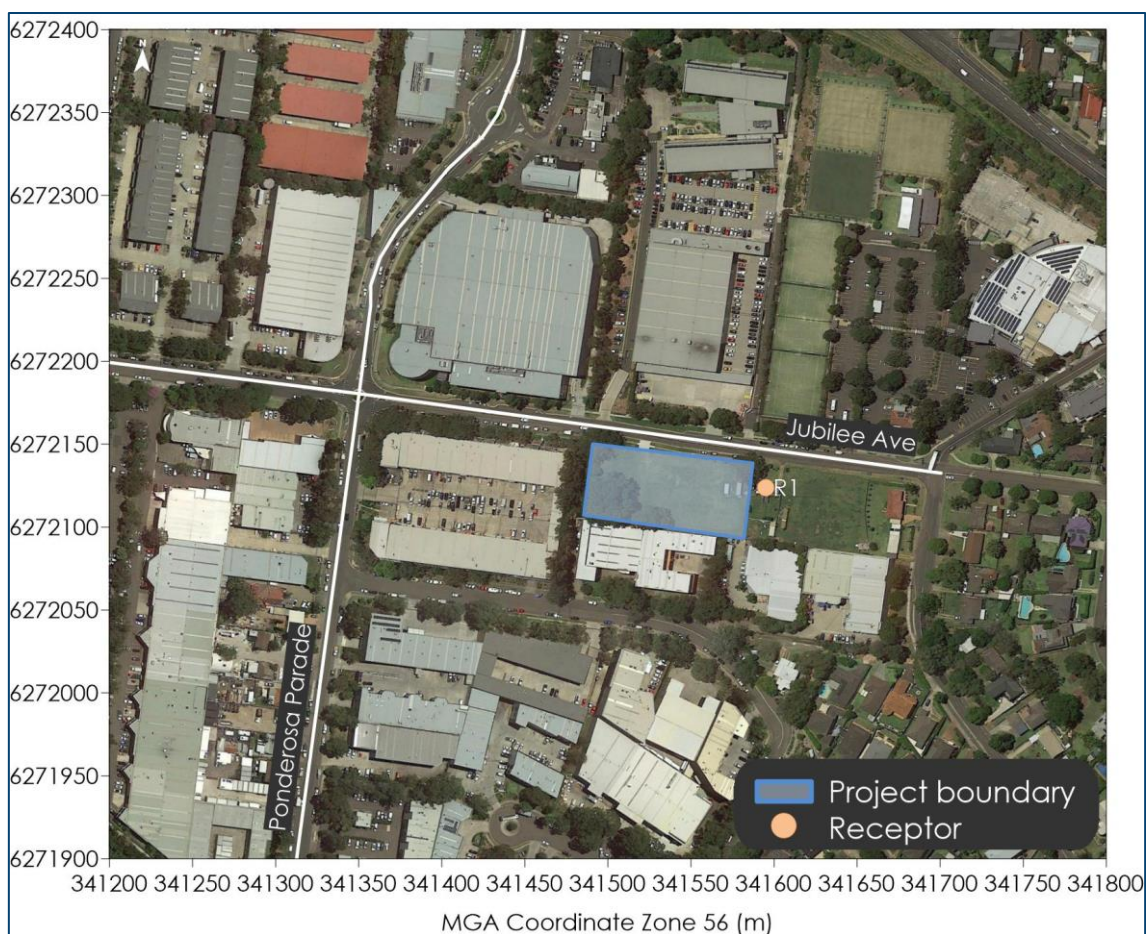 6272400
N
6272350
6272300
6272250
6272200
6272150
Jubilee Ave
R1
6272100
6272050
6272000
Ponderosa Parade
6271950
Project boundary
Receptor
6271900
341200 341250 341300 341350 341400 341450 341500 341550 341600 341650 341700 341750 341800
MGA Coordinate Zone 56 (m)